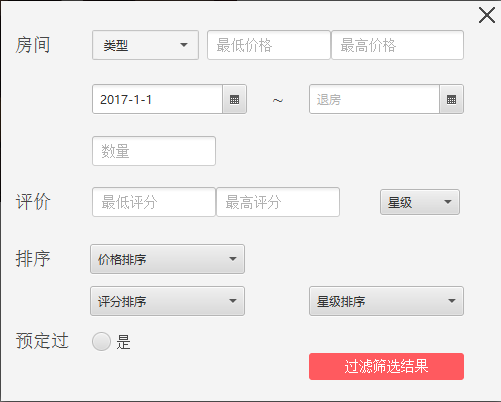 房间 类型 最低价格 最高价格
2017-1-1 ~ 退房
数量
评价 最低评分 最高评分 星级
排序 价格排序
评分排序 星级排序
预定过 是
过滤筛选结果